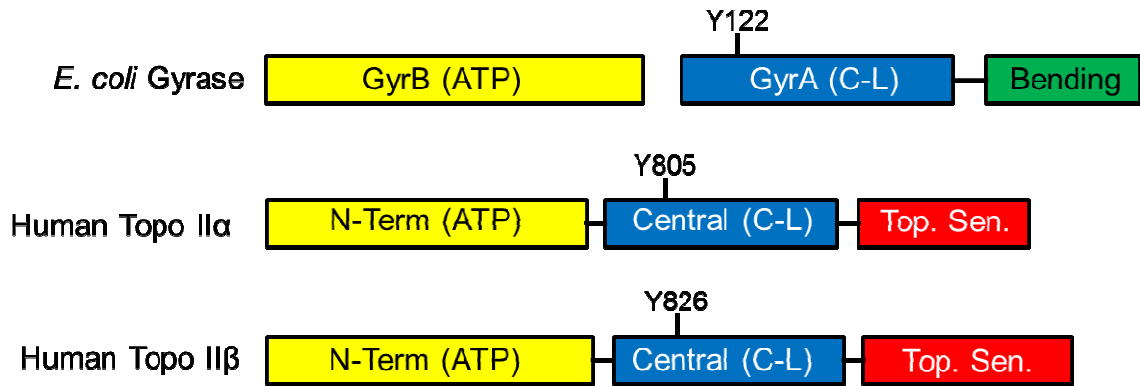 Y122
E. coli Gyrase GyrB (ATP) GyrA (C-L) Bending
Y805
Human Topo IIα N-Term (ATP) Central (C-L) Top. Sen.
Y826
Human Topo IIβ N-Term (ATP) Central (C-L) Top. Sen.